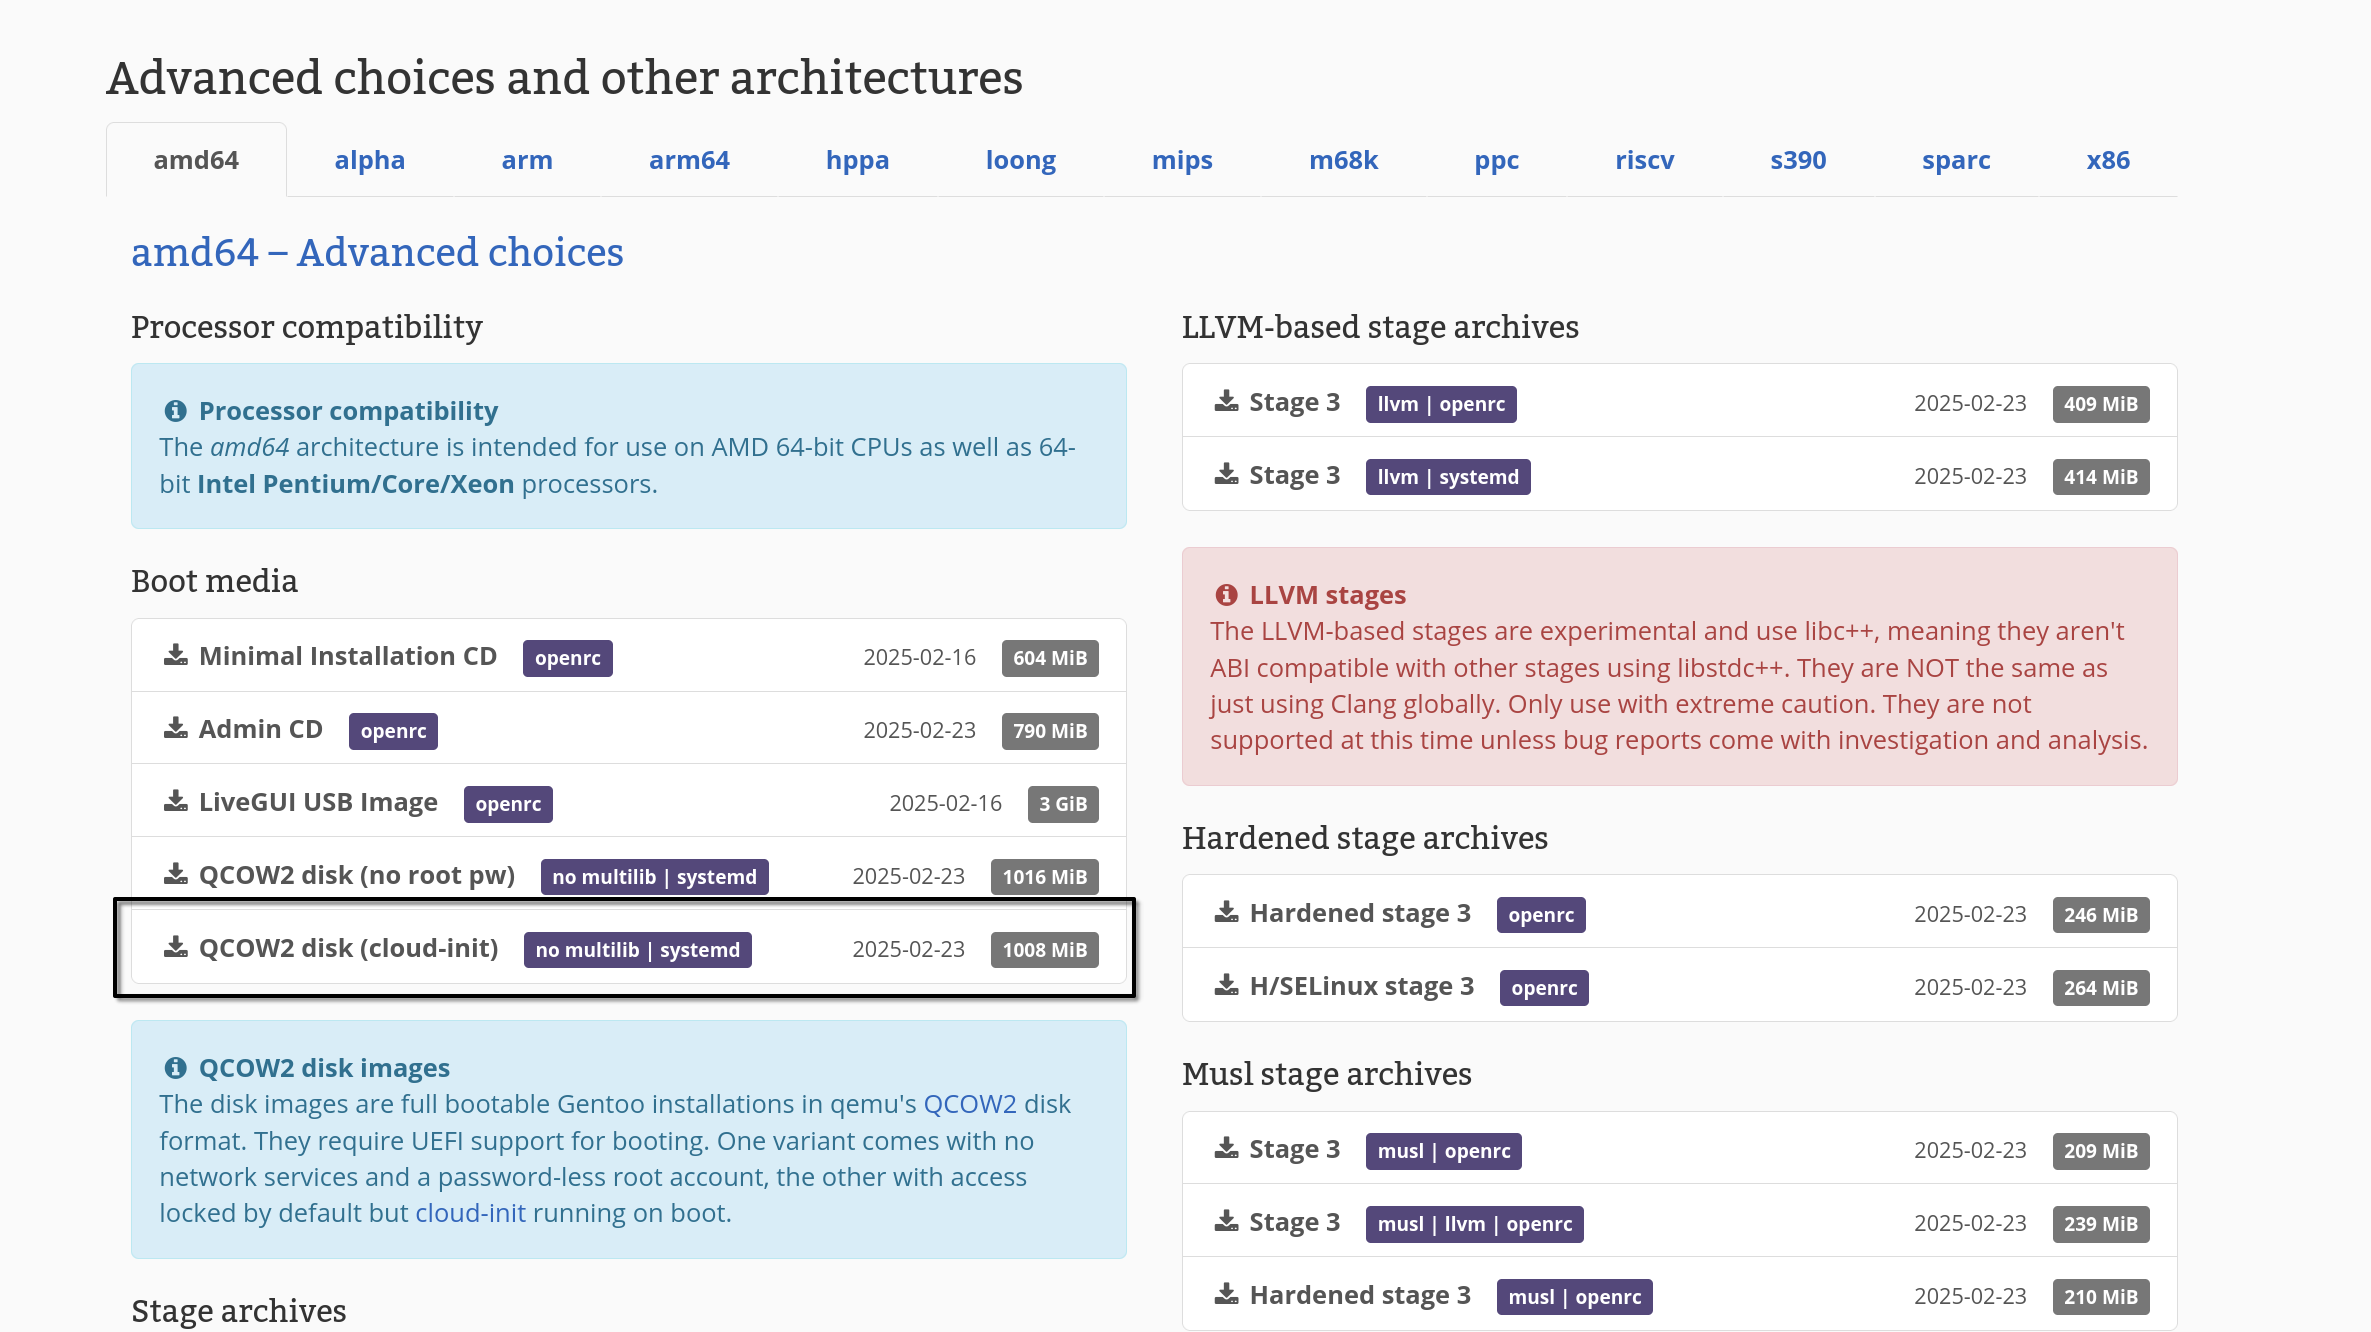 Advanced choices and other architectures
amd64 alpha arm arm64 hppa loong mips m68k ppc riscv s390 sparc x86
amd64 – Advanced choices
Processor compatibility
Processor compatibility
The amd64 architecture is intended for use on AMD 64-bit CPUs as well as 64-
bit Intel Pentium/Core/Xeon processors.
Boot media
Minimal Installation CD openrc 2025-02-16 604 MiB
Admin CD openrc 2025-02-23 790 MiB
LiveGUI USB Image openrc 2025-02-16 3 GiB
QCOW2 disk (no root pw) no multilib | systemd 2025-02-23 1016 MiB
QCOW2 disk (cloud-init) no multilib | systemd 2025-02-23 1008 MiB
QCOW2 disk images
The disk images are full bootable Gentoo installations in qemu's QCOW2 disk
format. They require UEFI support for booting. One variant comes with no
network services and a password-less root account, the other with access
locked by default but cloud-init running on boot.
Stage archives
LLVM-based stage archives
Stage 3 llvm | openrc 2025-02-23 409 MiB
Stage 3 llvm | systemd 2025-02-23 414 MiB
LLVM stages
The LLVM-based stages are experimental and use libc++, meaning they aren't
ABI compatible with other stages using libstdc++. They are NOT the same as
just using Clang globally. Only use with extreme caution. They are not
supported at this time unless bug reports come with investigation and analysis.
Hardened stage archives
Hardened stage 3 openrc 2025-02-23 246 MiB
H/SELinux stage 3 openrc 2025-02-23 264 MiB
Musl stage archives
Stage 3 musl | openrc 2025-02-23 209 MiB
Stage 3 musl | llvm | openrc 2025-02-23 239 MiB
Hardened stage 3 musl | openrc 2025-02-23 210 MiB